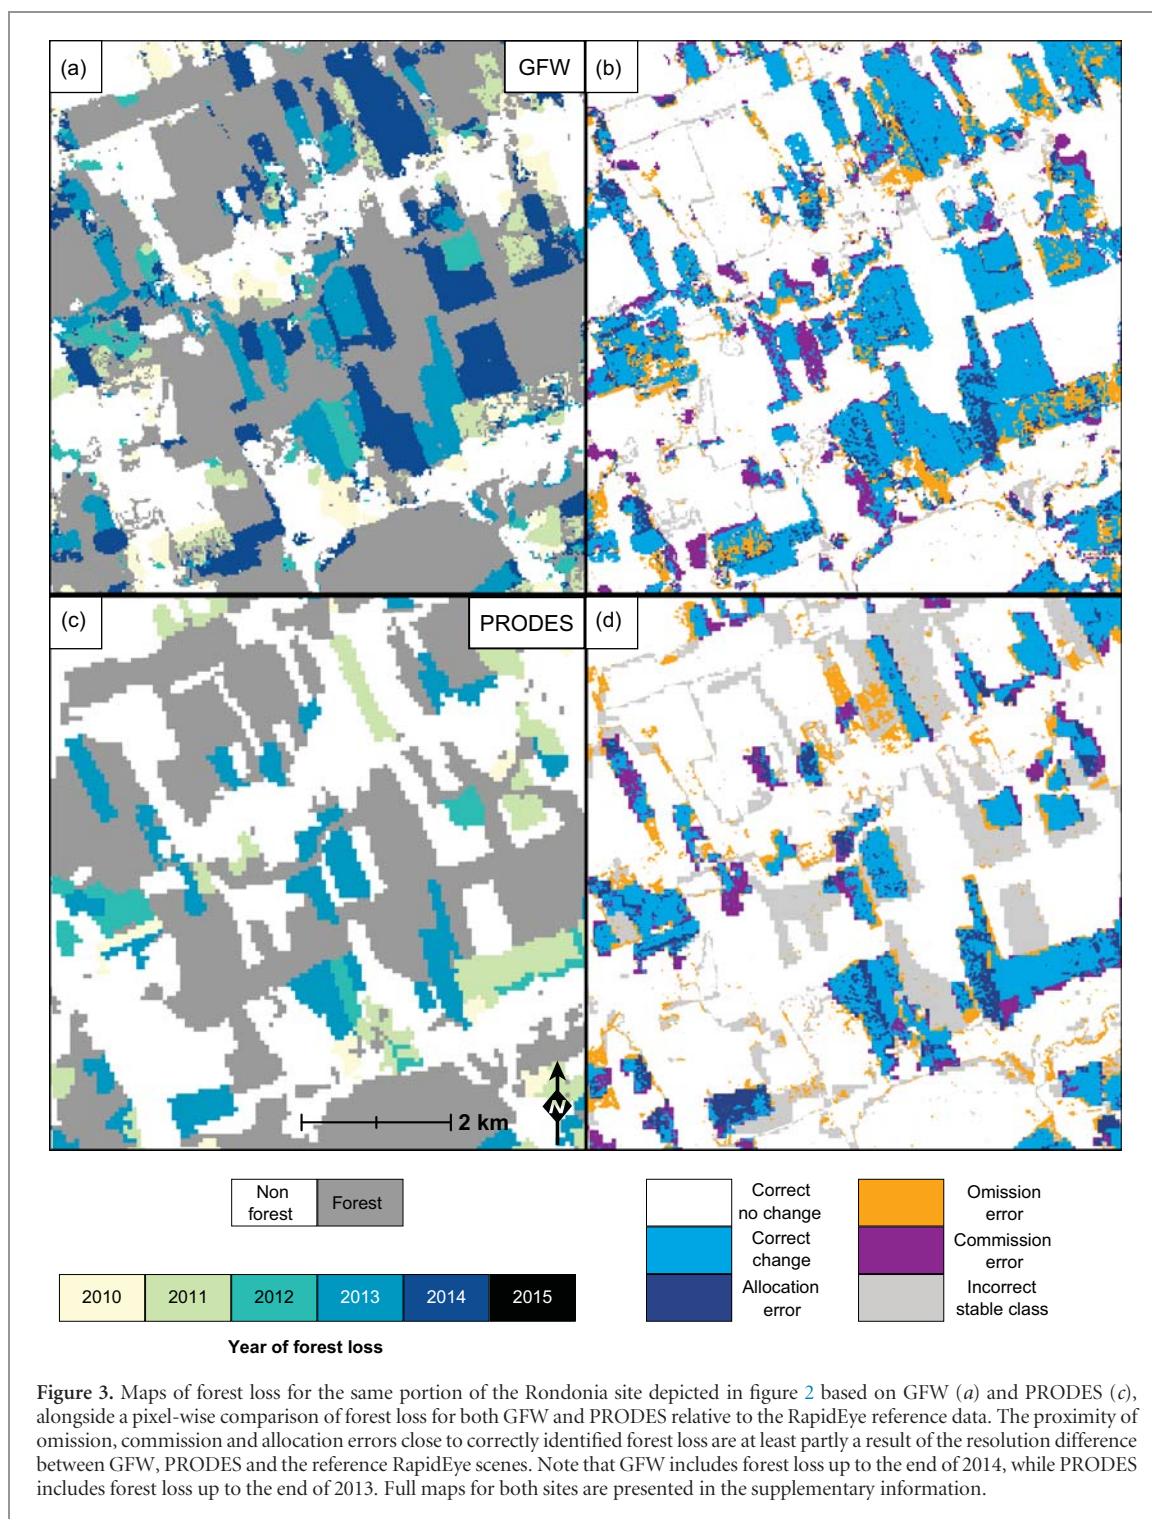 (a)
GFW
(b)
(c)
PRODES
(d)
N
2 km
Non
forest
Forest
2010
2011
2012
2013
2014
2015
Year of forest loss
Correct
no change
Correct
change
Allocation
error
Omission
error
Commission
error
Incorrect
stable class
Figure 3. Maps of forest loss for the same portion of the Rondonia site depicted in figure 2 based on GFW (a) and PRODES (c),
alongside a pixel-wise comparison of forest loss for both GFW and PRODES relative to the RapidEye reference data. The proximity of
omission, commission and allocation errors close to correctly identified forest loss are at least partly a result of the resolution difference
between GFW, PRODES and the reference RapidEye scenes. Note that GFW includes forest loss up to the end of 2014, while PRODES
includes forest loss up to the end of 2013. Full maps for both sites are presented in the supplementary information.